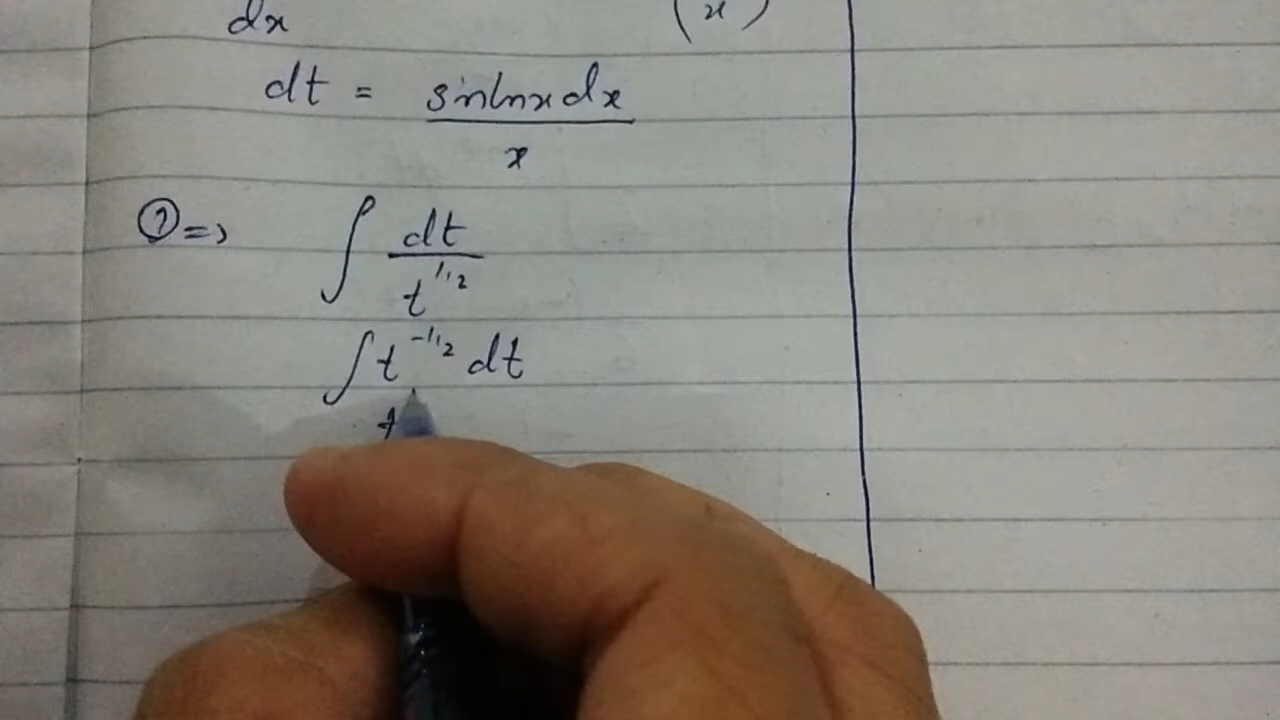 dx (x)
dt = sinlnx dx
x
① => ∫ dt
t^1/2
∫ t^-1/2 dt
t